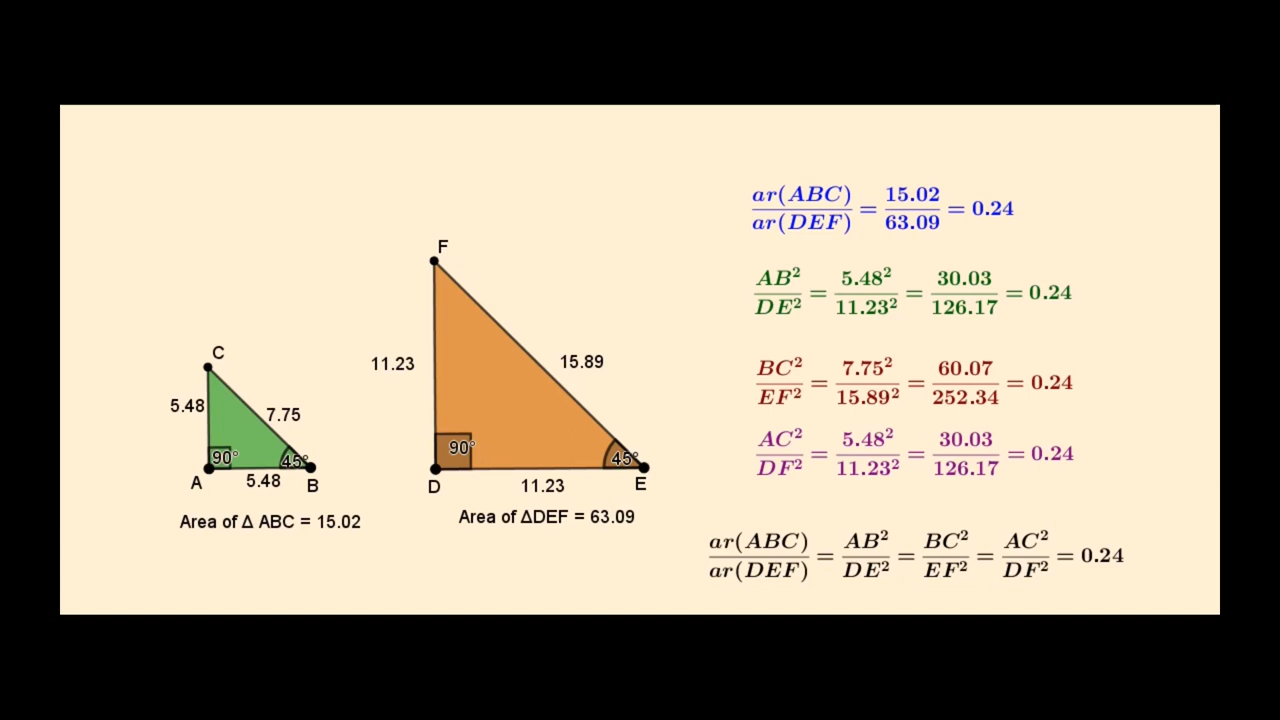 F
11.23
15.89
C
5.48
7.75
90°
45°
90°
45°
A
5.48
B
D
11.23
E
Area of Δ ABC = 15.02
Area of ΔDEF = 63.09
ar(ABC)/ar(DEF) = 15.02/63.09 = 0.24
AB²/DE² = 5.48²/11.23² = 30.03/126.17 = 0.24
BC²/EF² = 7.75²/15.89² = 60.07/252.34 = 0.24
AC²/DF² = 5.48²/11.23² = 30.03/126.17 = 0.24
ar(ABC)/ar(DEF) = AB²/DE² = BC²/EF² = AC²/DF² = 0.24